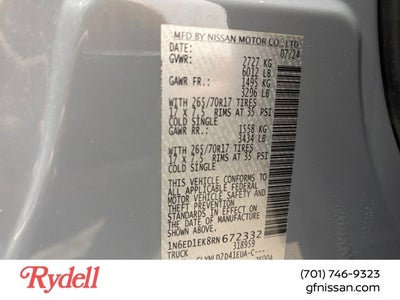 MFD BY NISSAN MOTOR CO., LTD.
DATE: 07/24
GVWR: 2727 KG
6012 LB
GAWR FR.: 1495 KG
3296 LB
WITH 265/70R17 TIRES
17 X 7.5 RIMS AT 35 PSI
COLD SINGLE
GAWR RR.: 1558 KG
3434 LB
WITH 265/70R17 TIRES
17 X 7.5 RIMS AT 35 PSI
COLD SINGLE
THIS VEHICLE CONFORMS TO
ALL APPLICABLE FEDERAL
MOTOR VEHICLE SAFETY AND
THEFT PREVENTION
STANDARDS IN EFFECT ON
THE DATE OF MANUFACTURE
SHOWN ABOVE.
1N6ED1EK8RN672332
TRUCK 318959
Rydell
(701) 746-9323
gfnissan.com